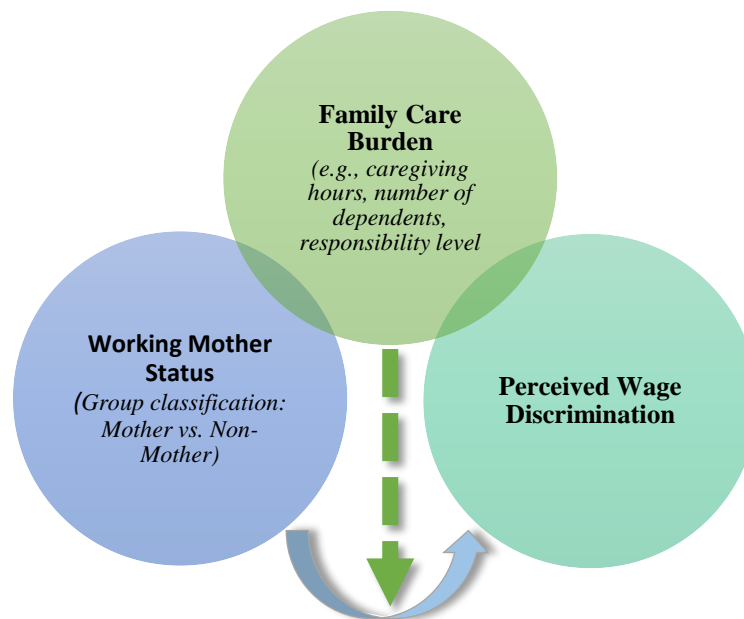 Family Care
Burden
(e.g., caregiving
hours, number of
dependents,
responsibility level
Working Mother
Status
(Group classification:
Mother vs. Non-
Mother)
Perceived Wage
Discrimination